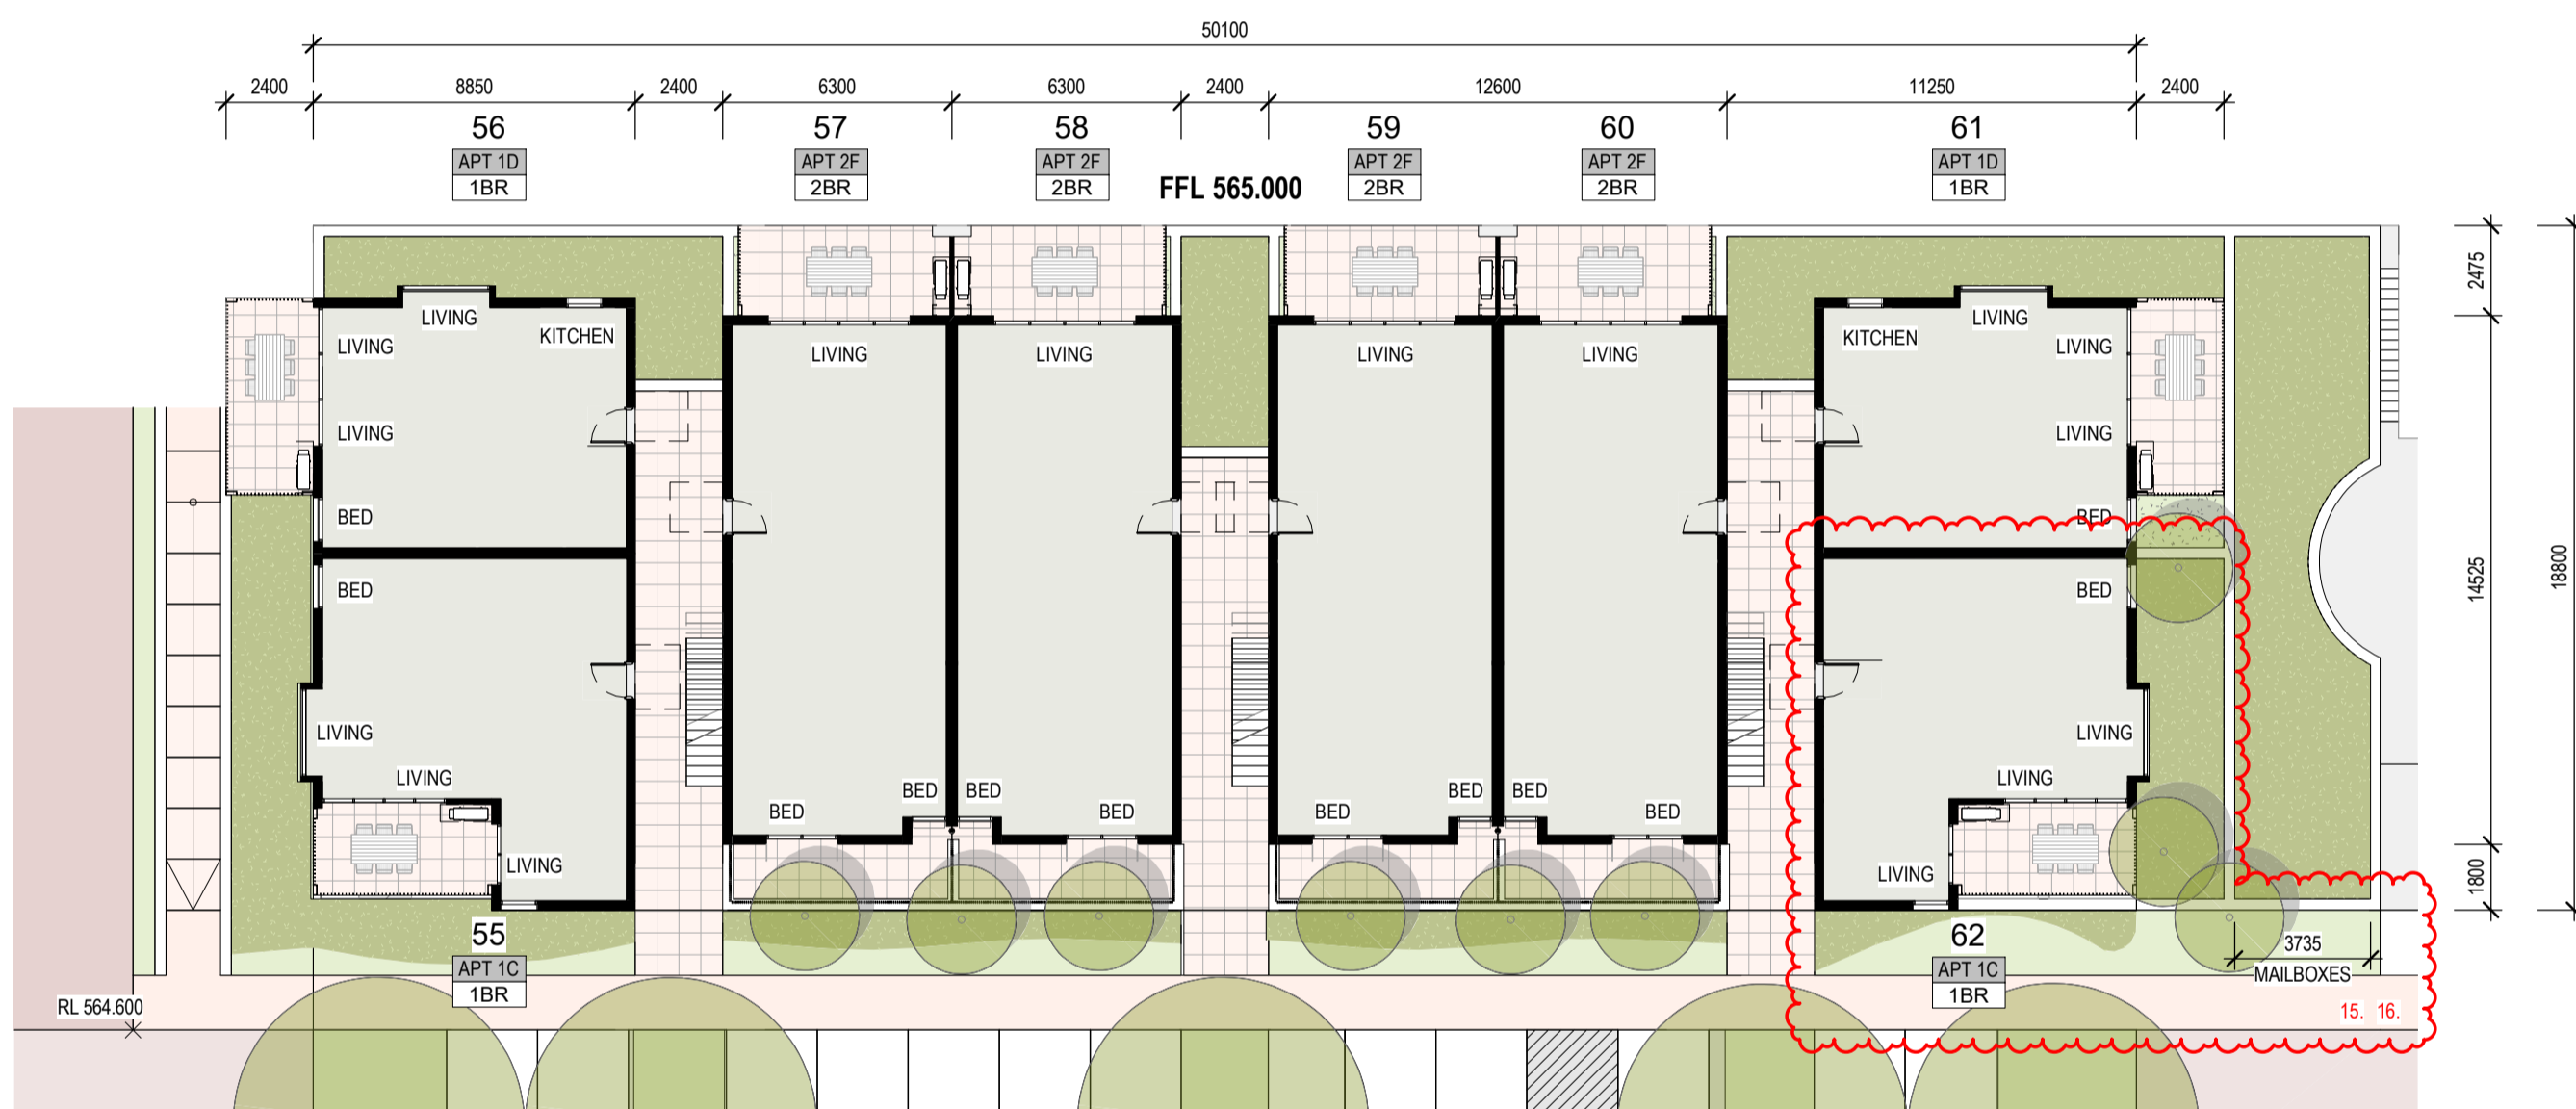 50100
2400 8850 2400 6300 6300 2400 12600 11250 2400
56 57 58 59 60 61
APT 1D APT 2F APT 2F APT 2F APT 2F APT 1D
1BR 2BR 2BR 2BR 2BR 1BR
FFL 565.000
2475
14525
1800
18800
LIVING
KITCHEN
LIVING
LIVING
BED
LIVING LIVING LIVING LIVING
LIVING
KITCHEN
LIVING
LIVING
BED
BED
LIVING
LIVING
LIVING
BED BED BED BED
BED BED BED BED
BED
LIVING
LIVING
LIVING
55
APT 1C
1BR
62
APT 1C
1BR
3735
MAILBOXES
15. 16.
RL 564.600